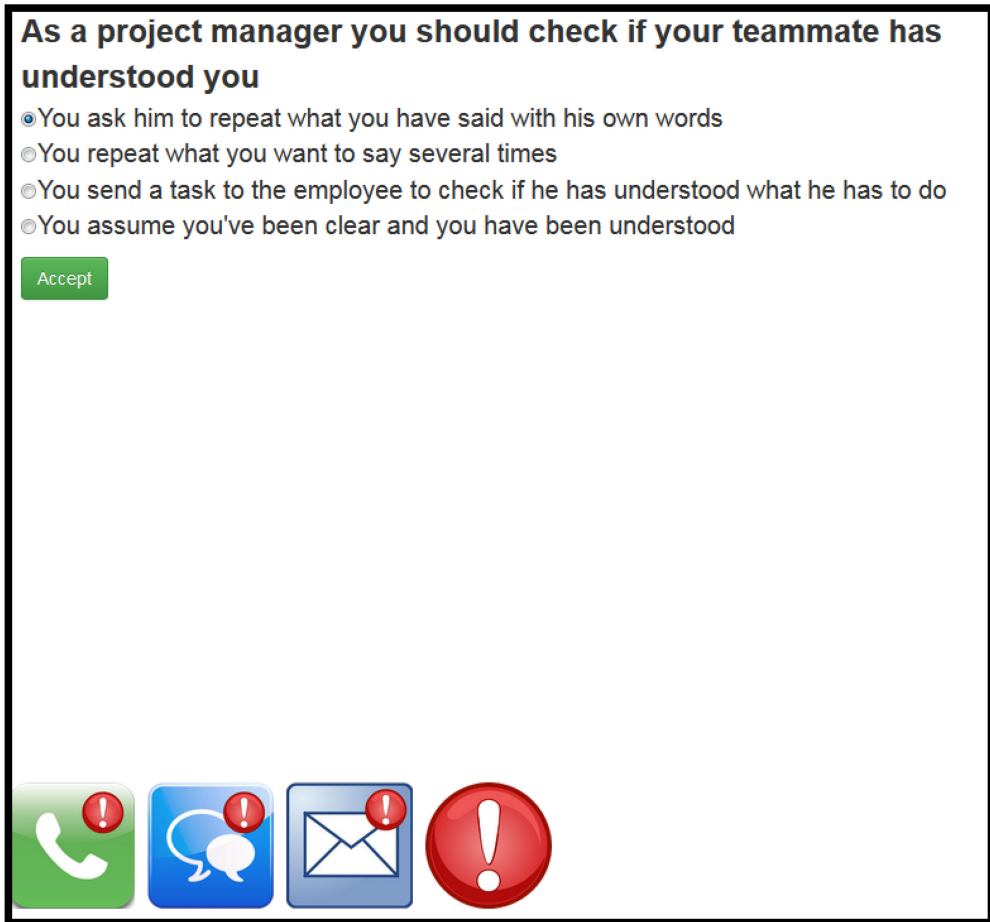 As a project manager you should check if your teammate has
understood you
You ask him to repeat what you have said with his own words
You repeat what you want to say several times
You send a task to the employee to check if he has understood what he has to do
You assume you've been clear and you have been understood
Accept